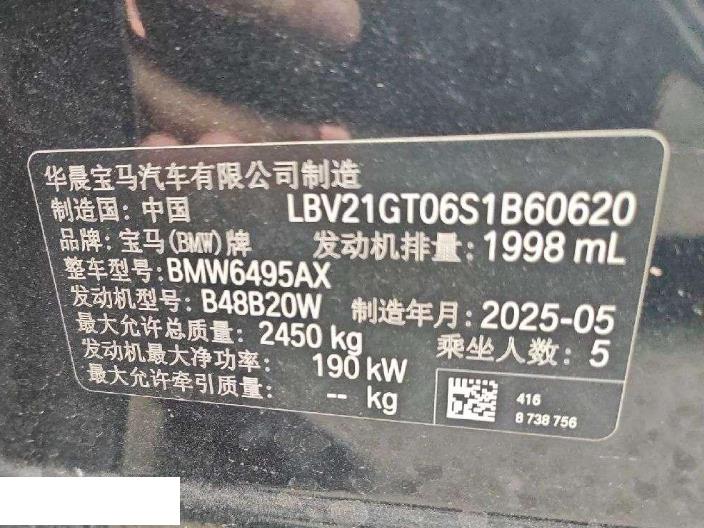 华晨宝马汽车有限公司制造
制造国: 中国 LBV21GT06S1B60620
品牌: 宝马(BMW)牌 发动机排量: 1998 mL
整车型号: BMW6495AX
发动机型号: B48B20W 制造年月: 2025-05
最大允许总质量: 2450 kg 乘坐人数: 5
发动机最大净功率: 190 kW
最大允许牵引质量: -- kg
416
8 738 756